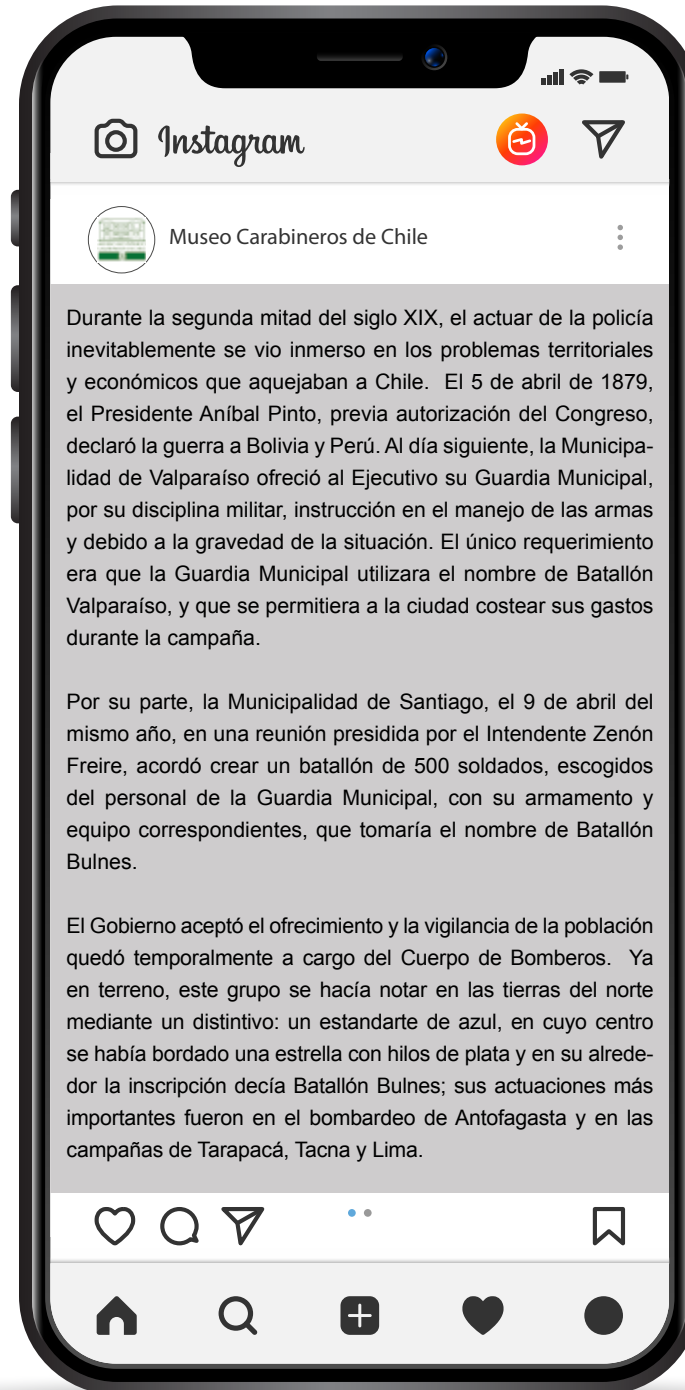 Instagram
Museo Carabineros de Chile
Durante la segunda mitad del siglo XIX, el actuar de la policía
inevitablemente se vio inmerso en los problemas territoriales
y económicos que aquejaban a Chile.  El 5 de abril de 1879,
el Presidente Aníbal Pinto, previa autorización del Congreso,
declaró la guerra a Bolivia y Perú. Al día siguiente, la Municipa-
lidad de Valparaíso ofreció al Ejecutivo su Guardia Municipal,
por su disciplina militar, instrucción en el manejo de las armas
y debido a la gravedad de la situación. El único requerimiento
era que la Guardia Municipal utilizara el nombre de Batallón
Valparaíso, y que se permitiera a la ciudad costear sus gastos
durante la campaña.
Por su parte, la Municipalidad de Santiago, el 9 de abril del
mismo año, en una reunión presidida por el Intendente Zenón
Freire, acordó crear un batallón de 500 soldados, escogidos
del personal de la Guardia Municipal, con su armamento y
equipo correspondientes, que tomaría el nombre de Batallón
Bulnes.
El Gobierno aceptó el ofrecimiento y la vigilancia de la población
quedó temporalmente a cargo del Cuerpo de Bomberos.  Ya
en terreno, este grupo se hacía notar en las tierras del norte
mediante un distintivo: un estandarte de azul, en cuyo centro
se había bordado una estrella con hilos de plata y en su alrede-
dor la inscripción decía Batallón Bulnes; sus actuaciones más
importantes fueron en el bombardeo de Antofagasta y en las
campañas de Tarapacá, Tacna y Lima.